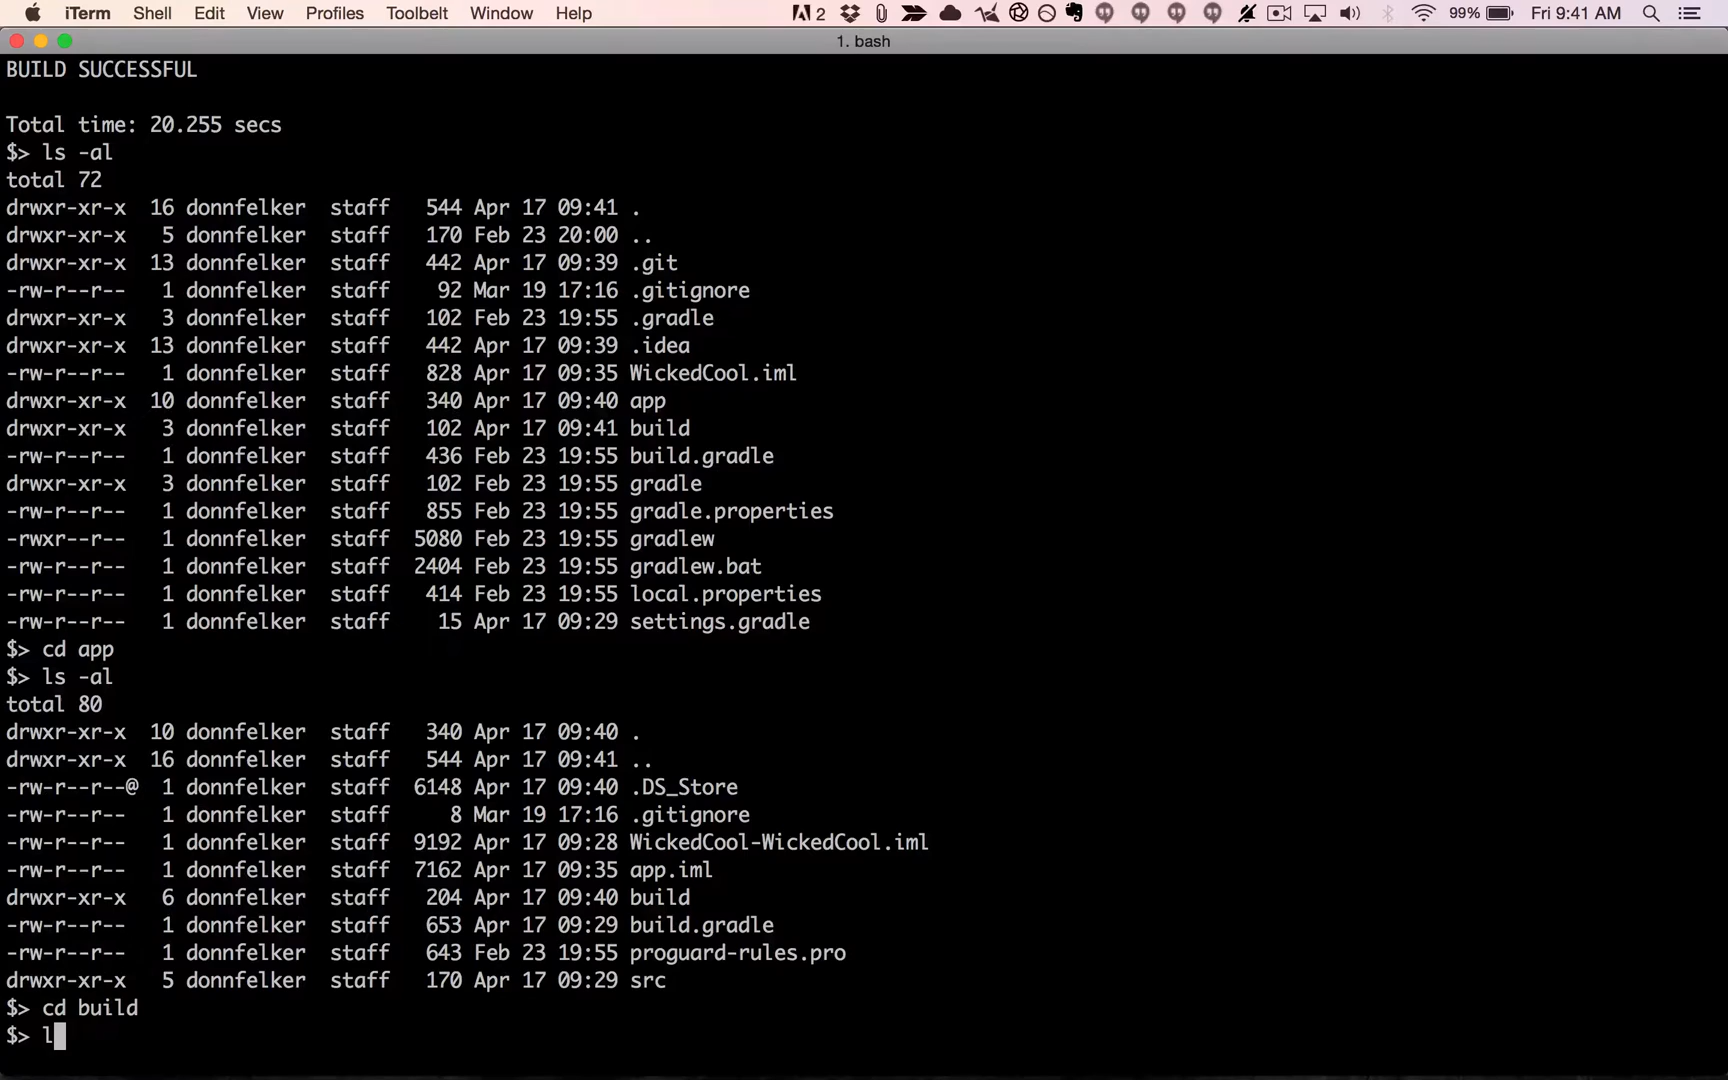 iTerm Shell Edit View Profiles Toolbelt Window Help 2 99% Fri 9:41 AM
1. bash
BUILD SUCCESSFUL
Total time: 20.255 secs
$> ls -al
total 72
drwxr-xr-x  16 donnfelker  staff   544 Apr 17 09:41 .
drwxr-xr-x   5 donnfelker  staff   170 Feb 23 20:00 ..
drwxr-xr-x  13 donnfelker  staff   442 Apr 17 09:39 .git
-rw-r--r--   1 donnfelker  staff    92 Mar 19 17:16 .gitignore
drwxr-xr-x   3 donnfelker  staff   102 Feb 23 19:55 .gradle
drwxr-xr-x  13 donnfelker  staff   442 Apr 17 09:39 .idea
-rw-r--r--   1 donnfelker  staff   828 Apr 17 09:35 WickedCool.iml
drwxr-xr-x  10 donnfelker  staff   340 Apr 17 09:40 app
drwxr-xr-x   3 donnfelker  staff   102 Apr 17 09:41 build
-rw-r--r--   1 donnfelker  staff   436 Feb 23 19:55 build.gradle
drwxr-xr-x   3 donnfelker  staff   102 Feb 23 19:55 gradle
-rw-r--r--   1 donnfelker  staff   855 Feb 23 19:55 gradle.properties
-rwxr--r--   1 donnfelker  staff  5080 Feb 23 19:55 gradlew
-rw-r--r--   1 donnfelker  staff  2404 Feb 23 19:55 gradlew.bat
-rw-r--r--   1 donnfelker  staff   414 Feb 23 19:55 local.properties
-rw-r--r--   1 donnfelker  staff    15 Apr 17 09:29 settings.gradle
$> cd app
$> ls -al
total 80
drwxr-xr-x  10 donnfelker  staff   340 Apr 17 09:40 .
drwxr-xr-x  16 donnfelker  staff   544 Apr 17 09:41 ..
-rw-r--r--@  1 donnfelker  staff  6148 Apr 17 09:40 .DS_Store
-rw-r--r--   1 donnfelker  staff     8 Mar 19 17:16 .gitignore
-rw-r--r--   1 donnfelker  staff  9192 Apr 17 09:28 WickedCool-WickedCool.iml
-rw-r--r--   1 donnfelker  staff  7162 Apr 17 09:35 app.iml
drwxr-xr-x   6 donnfelker  staff   204 Apr 17 09:40 build
-rw-r--r--   1 donnfelker  staff   653 Apr 17 09:29 build.gradle
-rw-r--r--   1 donnfelker  staff   643 Feb 23 19:55 proguard-rules.pro
drwxr-xr-x   5 donnfelker  staff   170 Apr 17 09:29 src
$> cd build
$> l